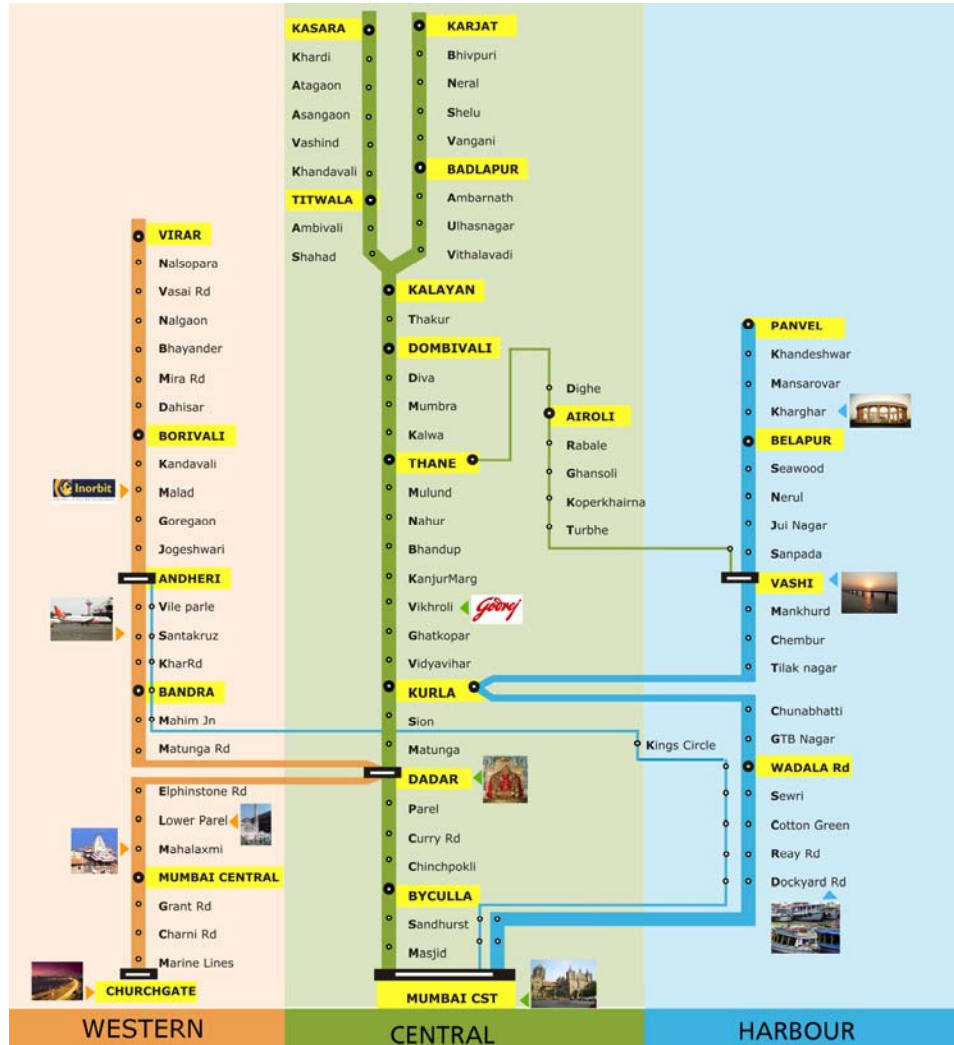 KASARA
Khardi
Atagaon
Asangaon
Vashind
Khandavali
TITWALA
Ambivali
Shahad
KARJAT
Bhivpuri
Neral
Shelu
Vangani
BADLAPUR
Ambarnath
Ulhasnagar
Vithalavadi
VIRAR
Nalsopara
Vasai Rd
Nalgaon
Bhayander
Mira Rd
Dahisar
BORIVALI
Kandavali
Inorbit
Malad
Goregaon
Jogeshwari
ANDHERI
Vile parle
Santakruz
KharRd
BANDRA
Mahim Jn
Matunga Rd
Elphinstone Rd
Lower Parel
Mahalaxmi
MUMBAI CENTRAL
Grant Rd
Charni Rd
Marine Lines
CHURCHGATE
KALAYAN
Thakur
DOMBIVALI
Diva
Mumbra
Kalwa
THANE
Mulund
Nahur
Bhandup
KanjurMarg
Vikhroli
Godrej
Ghatkopar
Vidyavihar
KURLA
Sion
Matunga
DADAR
Parel
Curry Rd
Chinchpokli
BYCULLA
Sandhurst
Masjid
MUMBAI CST
Dighe
AIROLI
Rabale
Ghansoli
Koperkhairna
Turbhe
Kings Circle
PANVEL
Khandeshwar
Mansarovar
Kharghar
BELAPUR
Seawood
Nerul
Jui Nagar
Sanpada
VASHI
Mankhurd
Chembur
Tilak nagar
Chunabhatti
GTB Nagar
WADALA Rd
Sewri
Cotton Green
Reay Rd
Dockyard Rd
WESTERN
CENTRAL
HARBOUR